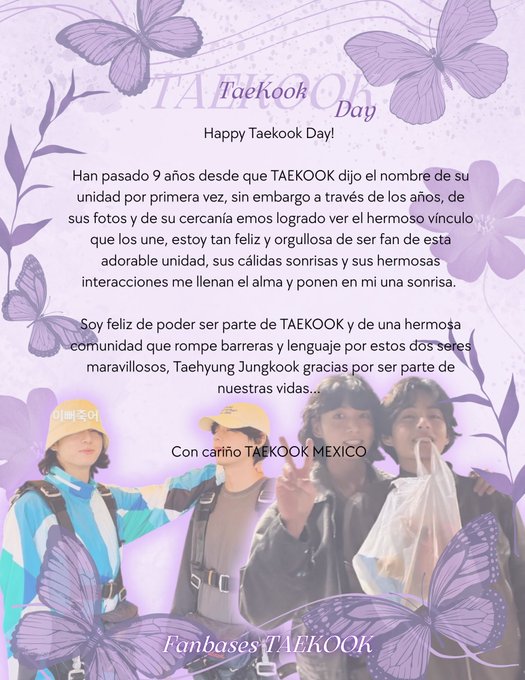 TAEKOOK
TaeKook
Day
Happy Taekook Day!
Han pasado 9 años desde que TAEKOOK dijo el nombre de su
unidad por primera vez, sin embargo a través de los años, de
sus fotos y de su cercanía emos logrado ver el hermoso vínculo
que los une, estoy tan feliz y orgullosa de ser fan de esta
adorable unidad, sus cálidas sonrisas y sus hermosas
interacciones me llenan el alma y ponen en mi una sonrisa.
Soy feliz de poder ser parte de TAEKOOK y de una hermosa
comunidad que rompe barreras y lenguaje por estos dos seres
maravillosos, Taehyung Jungkook gracias por ser parte de
nuestras vidas...
이뻐죽어
Con cariño TAEKOOK MEXICO
Fanbases TAEKOOK